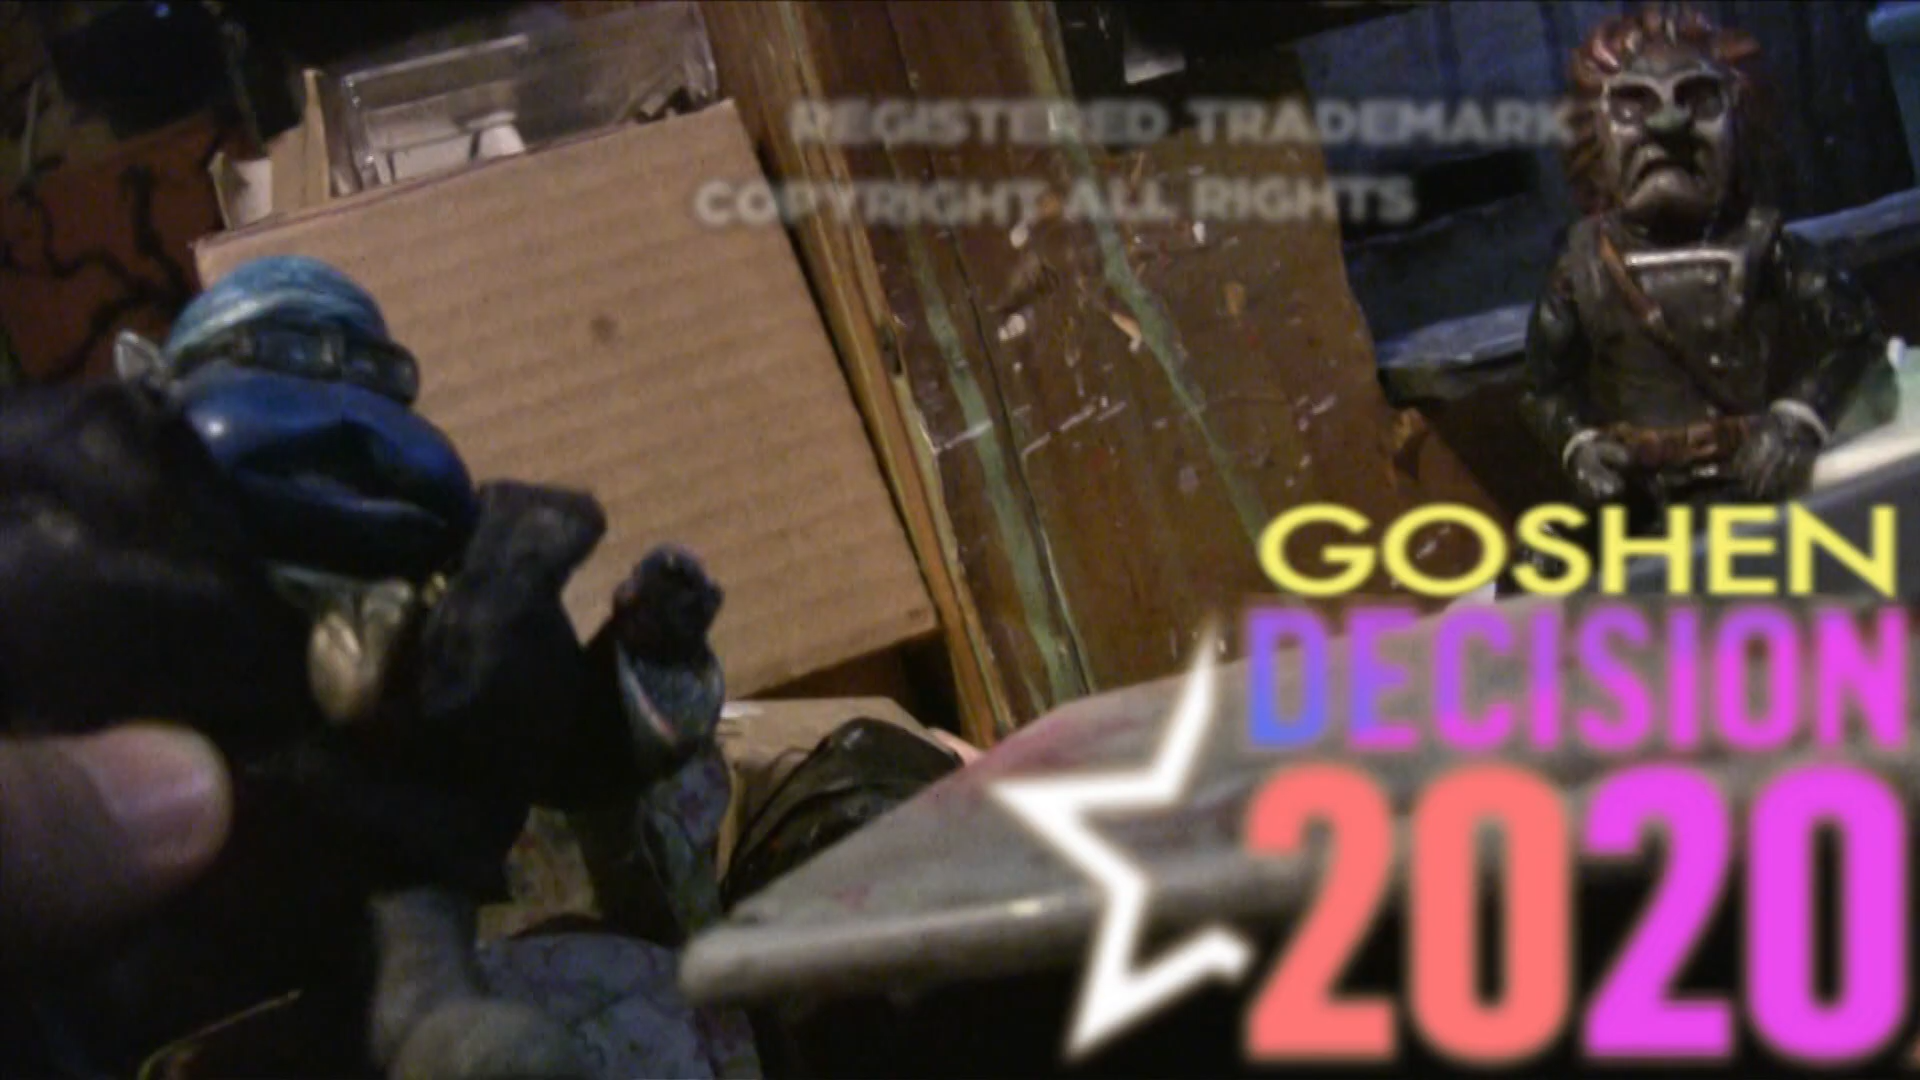 REGISTERED TRADEMARK
COPYRIGHT ALL RIGHTS
GOSHEN
DECISION
2020